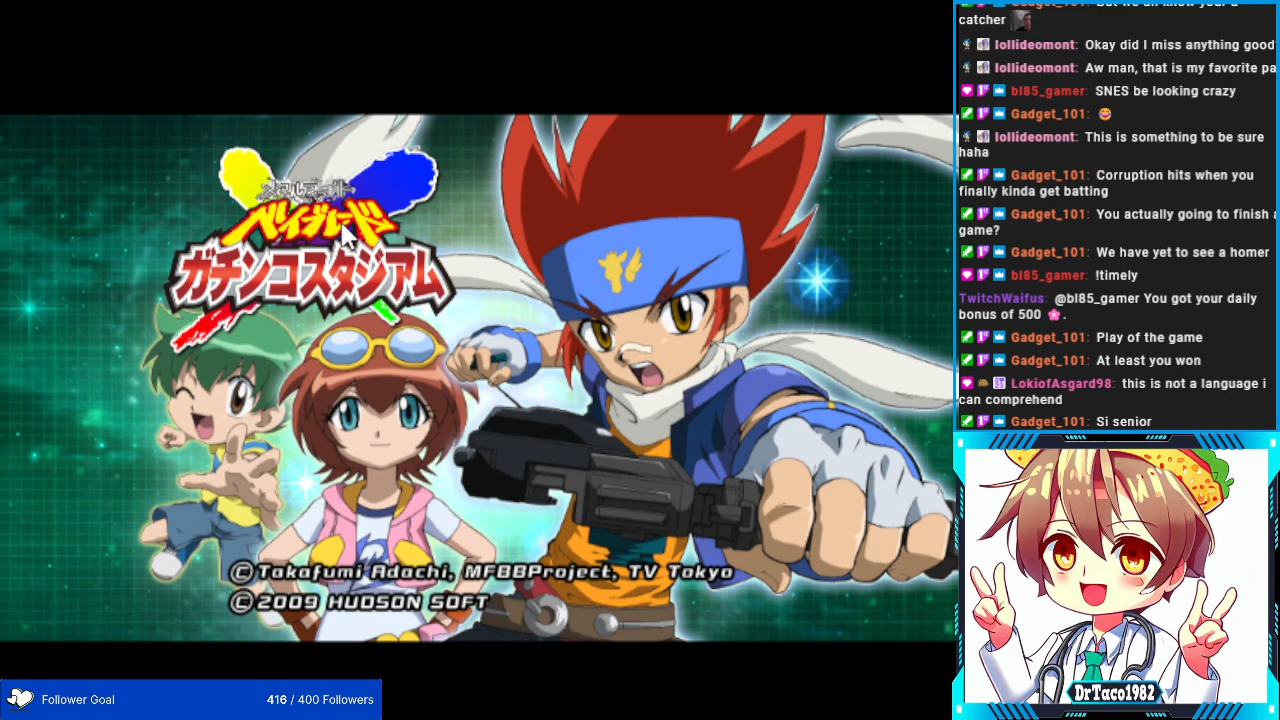 メタルファイト
ベイブレード
ガチンコスタジアム
© Takafumi Adachi, MFBBProject, TV Tokyo
© 2009 HUDSON SOFT
Follower Goal
416 / 400 Followers
catcher
lollideomont: Okay did I miss anything good
lollideomont: Aw man, that is my favorite pa
bl85_gamer: SNES be looking crazy
Gadget_101: 😂
lollideomont: This is something to be sure
haha
Gadget_101: Corruption hits when you
finally kinda get batting
Gadget_101: You actually going to finish a
game?
Gadget_101: We have yet to see a homer
bl85_gamer: !timely
TwitchWaifus: @bl85_gamer You got your daily
bonus of 500 🌸.
Gadget_101: Play of the game
Gadget_101: At least you won
LokiofAsgard98: this is not a language i
can comprehend
Gadget_101: Si senior
DrTaco1982